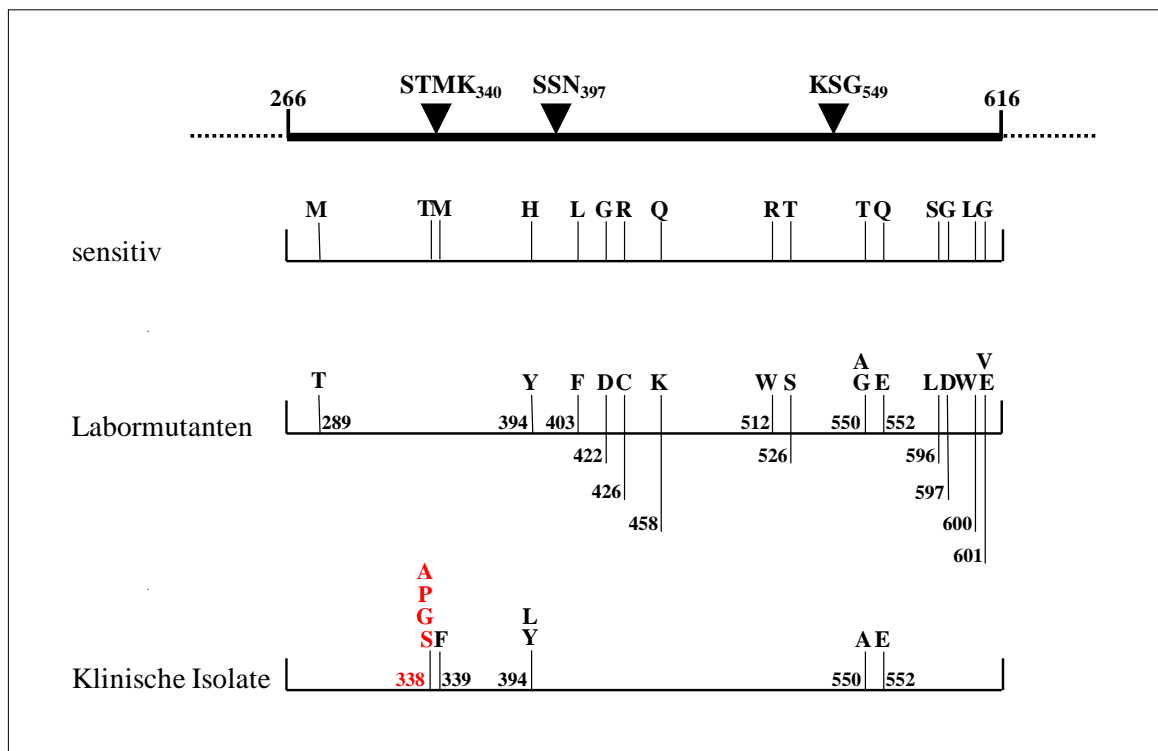 STMK340 SSN397 KSG549
266 616
M T M H L G R Q R T T Q S G L G
sensitiv
A V
T Y F D C K W S G E L D W E
Labormutanten 289 394 403 512 550 552
422 526 596
426 597
458 600
601
A
P L
G Y
S F A E
Klinische Isolate 338 339 394 550 552